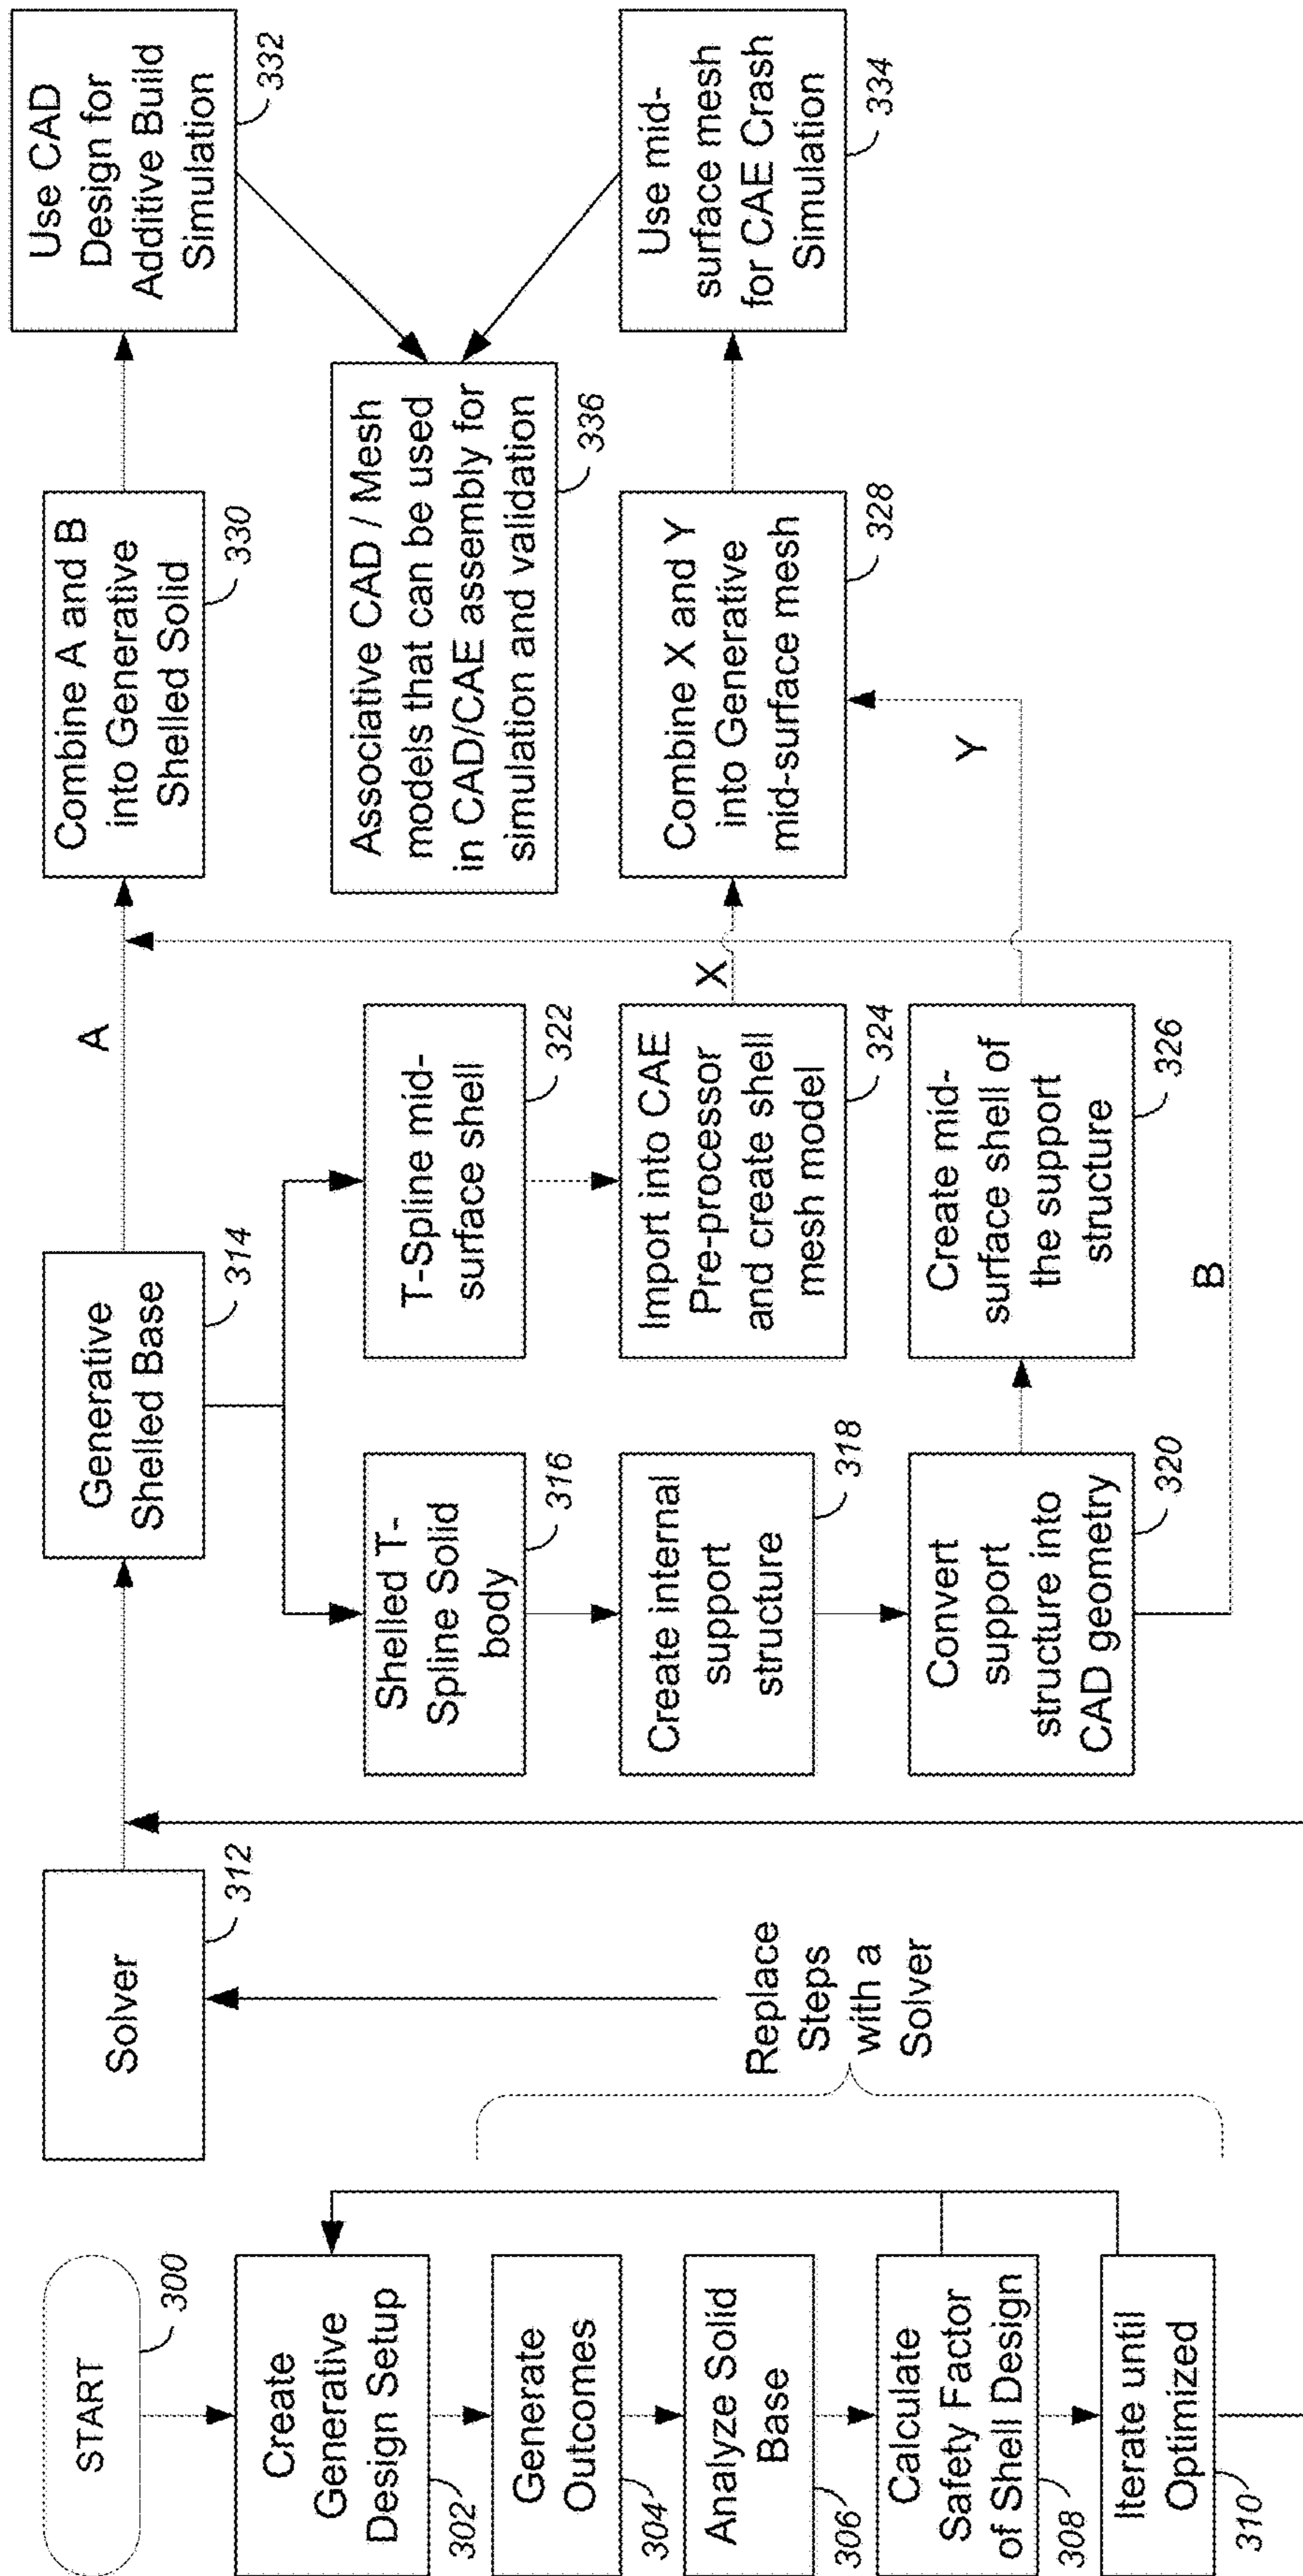 START
300
Create
Generative
Design Setup
302
Generate
Outcomes
304
Analyze Solid
Base
306
Calculate
Safety Factor
of Shell Design
308
Iterate until
Optimized
310
Replace
Steps
with a
Solver
Solver
312
Generative
Shelled Base
314
Shelled T-
Spline Solid
body
316
Create internal
support
structure
318
Convert
support
structure into
CAD geometry
320
T-Spline mid-
surface shell
322
Import into CAE
Pre-processor
and create shell
mesh model
324
Create mid-
surface shell of
the support
structure
326
A
X
Y
B
Combine A and B
into Generative
Shelled Solid
330
Associative CAD / Mesh
models that can be used
in CAD/CAE assembly for
simulation and validation
336
Combine X and Y
into Generative
mid-surface mesh
328
Use CAD
Design for
Additive Build
Simulation
332
Use mid-
surface mesh
for CAE Crash
Simulation
334